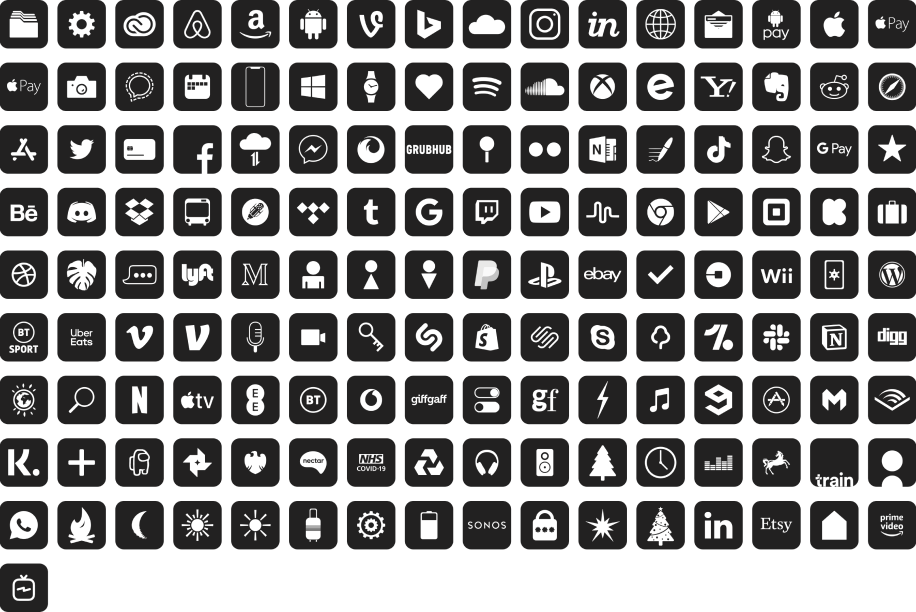 a
in
pay
Pay
Pay
Y!
f
GRUBHUB
N
G Pay
Bē
t
G
K
lyft
M
P
ebay
Wii
W
BT
SPORT
Uber
Eats
V
S
N
digg
N
tv
E
E
BT
giffgaff
gf
9
K.
nectar
NHS
COVID-19
train
SONOS
in
Etsy
prime
video